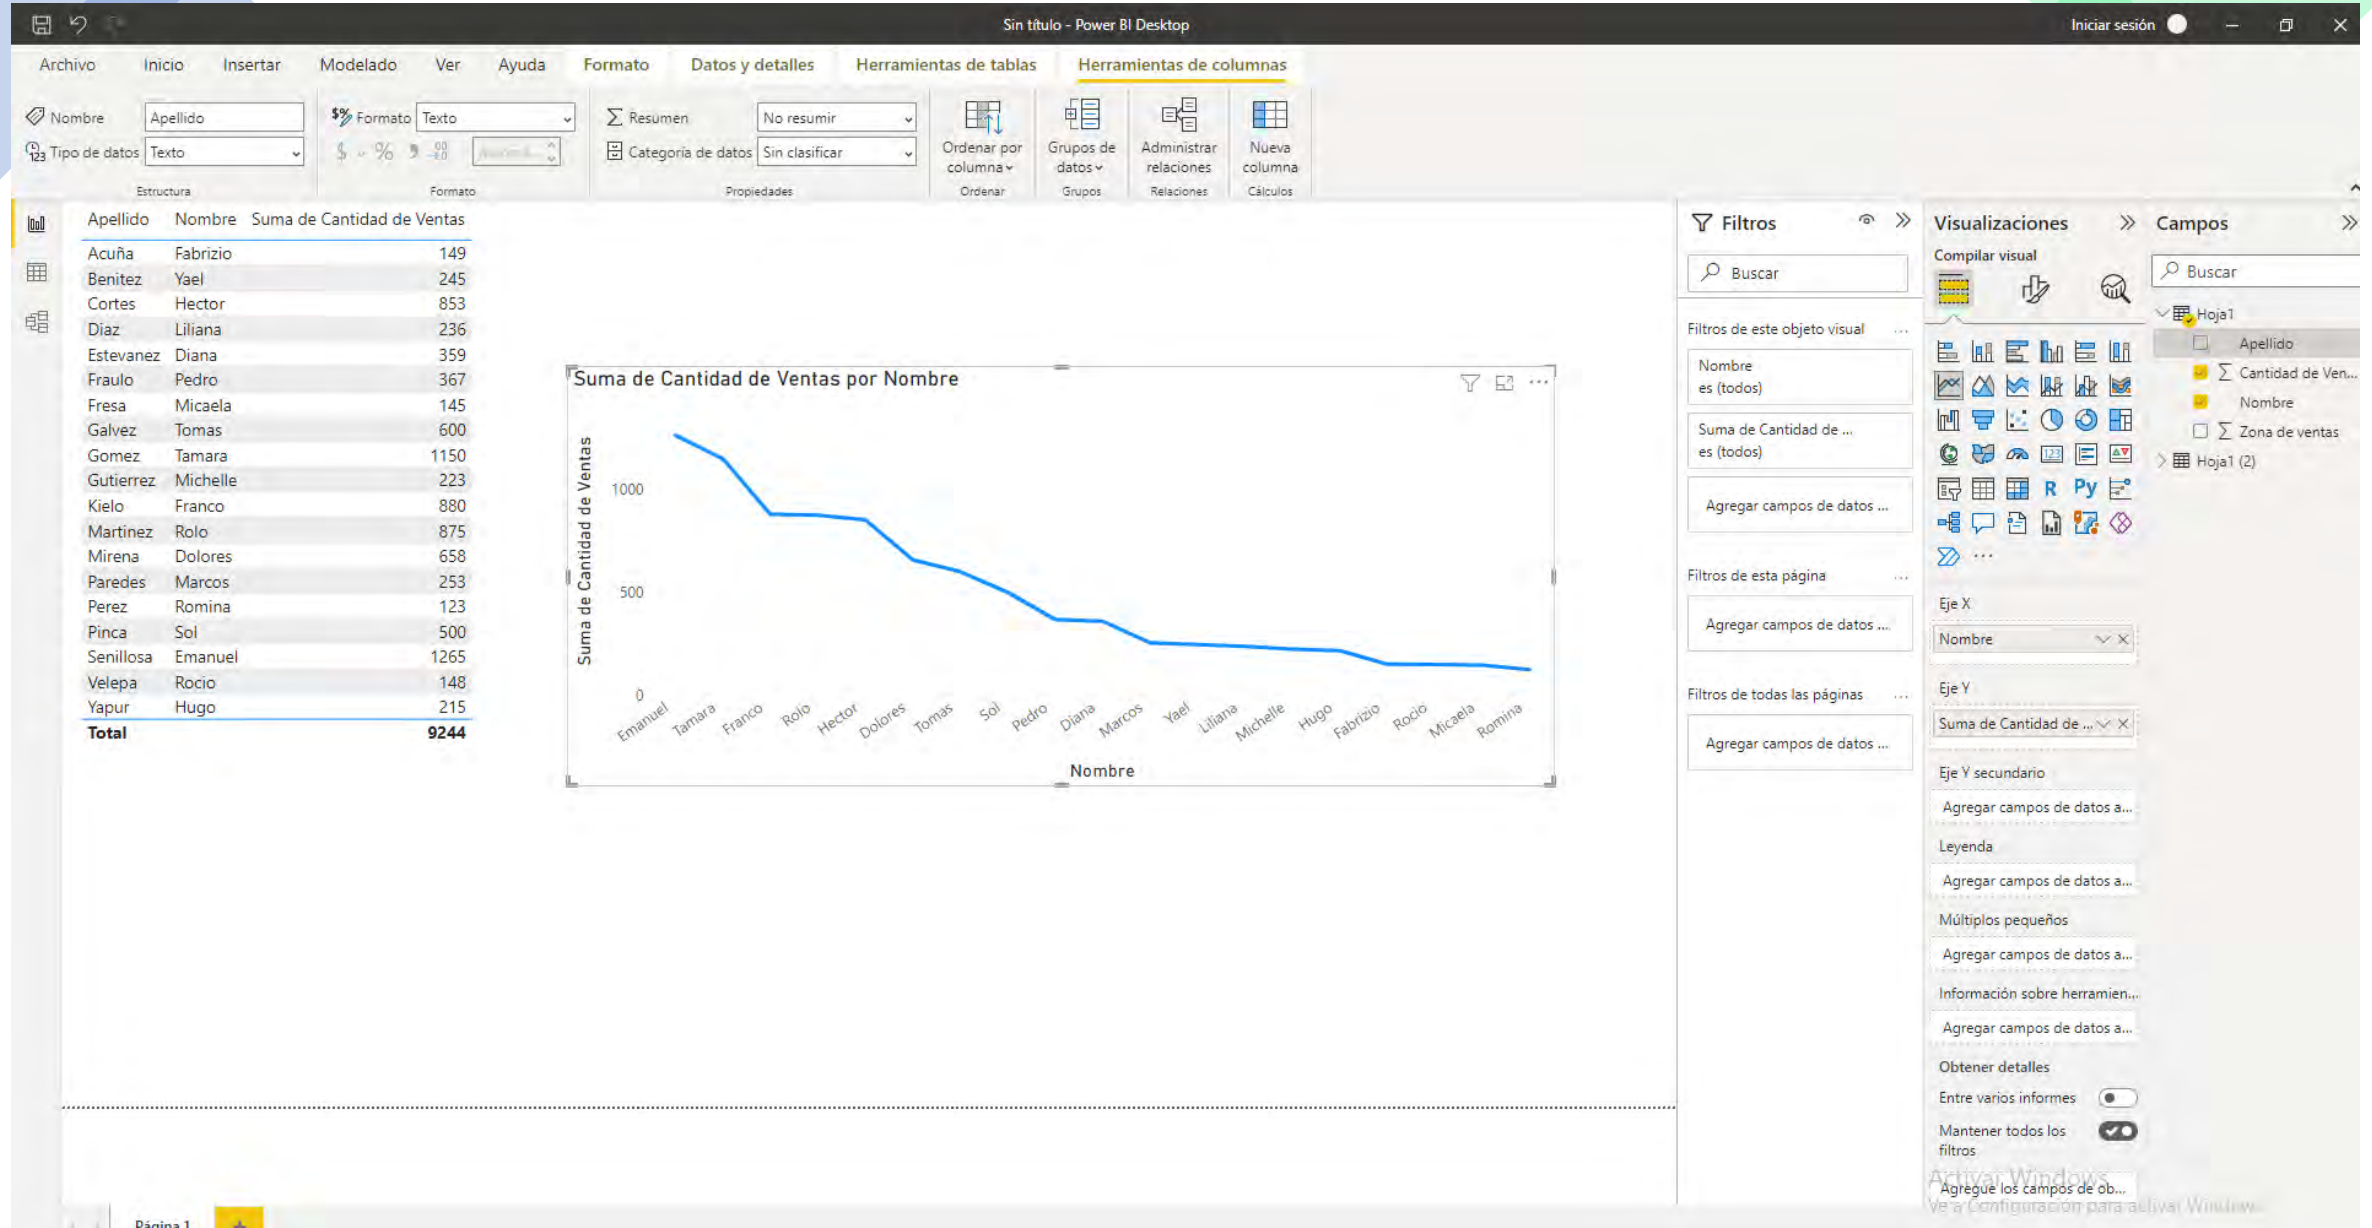 Sin título - Power BI Desktop
Iniciar sesión
Archivo Inicio Insertar Modelado Ver Ayuda Formato Datos y detalles Herramientas de tablas Herramientas de columnas
Nombre Apellido
Tipo de datos Texto
Estructura
$% Formato Texto
$ % 9
Formato
Resumen No resumir
Categoría de datos Sin clasificar
Propiedades
Ordenar por
columna
Ordenar
Grupos de
datos
Grupos
Administrar
relaciones
Relaciones
Nueva
columna
Cálculos
Apellido Nombre Suma de Cantidad de Ventas
Acuña Fabrizio 149
Benitez Yael 245
Cortes Hector 853
Diaz Liliana 236
Estevanez Diana 359
Fraulo Pedro 367
Fresa Micaela 145
Galvez Tomas 600
Gomez Tamara 1150
Gutierrez Michelle 223
Kielo Franco 880
Martinez Rolo 875
Mirena Dolores 658
Paredes Marcos 253
Perez Romina 123
Pinca Sol 500
Senillosa Emanuel 1265
Velepa Rocio 148
Yapur Hugo 215
Total 9244
Suma de Cantidad de Ventas por Nombre
Suma de Cantidad de Ventas
1000
500
0
Emanuel Tamara Franco Rolo Hector Dolores Tomas Sol Pedro Diana Marcos Yael Liliana Michelle Hugo Fabrizio Rocio Micaela Romina
Nombre
Filtros
Buscar
Filtros de este objeto visual ...
Nombre
es (todos)
Suma de Cantidad de ...
es (todos)
Agregar campos de datos ...
Filtros de esta página ...
Agregar campos de datos ...
Filtros de todas las páginas ...
Agregar campos de datos ...
Visualizaciones
Compilar visual
123
R Py
...
Eje X
Nombre
Eje Y
Suma de Cantidad de ...
Eje Y secundario
Agregar campos de datos a...
Leyenda
Agregar campos de datos a...
Múltiplos pequeños
Agregar campos de datos a...
Información sobre herramien...
Agregar campos de datos a...
Obtener detalles
Entre varios informes
Mantener todos los
filtros
Agregue los campos de ob...
Campos
Buscar
Hoja1
Apellido
∑ Cantidad de Ven...
Nombre
∑ Zona de ventas
Hoja1 (2)
Activar Windows
Ve a Configuración para activar Windows.
Página 1
+